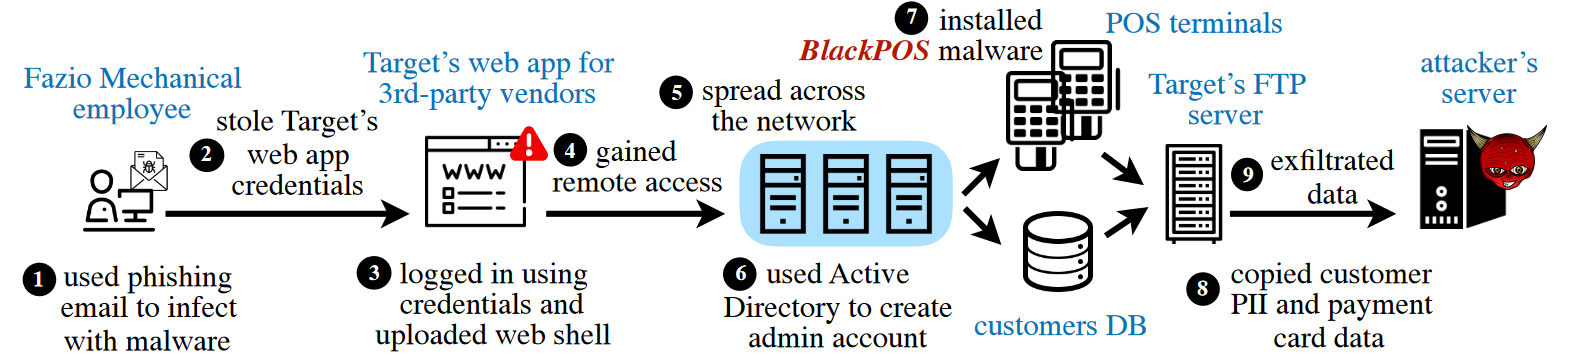 Fazio Mechanical
employee
1 used phishing
email to infect
with malware
2 stole Target's
web app
credentials
Target's web app for
3rd-party vendors
WWW
3 logged in using
credentials and
uploaded web shell
4 gained
remote access
5 spread across
the network
6 used Active
Directory to create
admin account
7 installed
BlackPOS malware
POS terminals
customers DB
Target's FTP
server
8 copied customer
PII and payment
card data
9 exfiltrated
data
attacker's
server